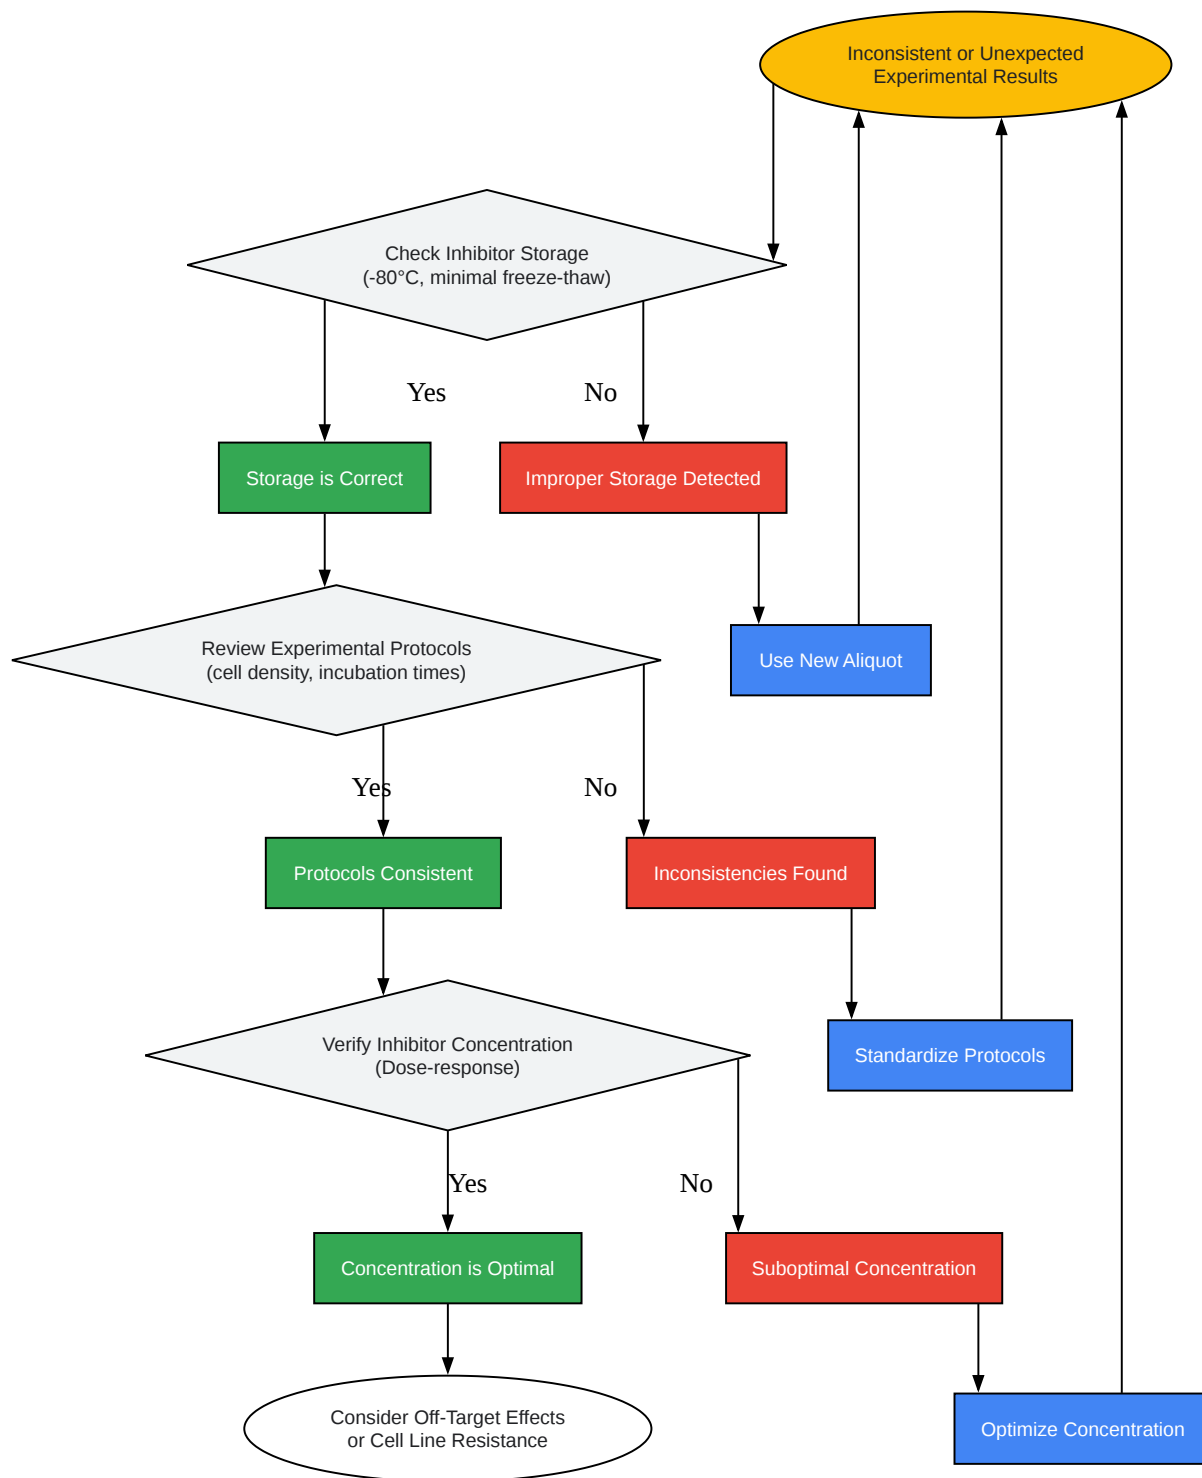 Inconsistent or Unexpected
Experimental Results
Check Inhibitor Storage
(-80°C, minimal freeze-thaw)
Yes
No
Storage is Correct
Improper Storage Detected
Review Experimental Protocols
(cell density, incubation times)
Use New Aliquot
Yes
No
Protocols Consistent
Inconsistencies Found
Verify Inhibitor Concentration
(Dose-response)
Standardize Protocols
Yes
No
Concentration is Optimal
Suboptimal Concentration
Consider Off-Target Effects
or Cell Line Resistance
Optimize Concentration